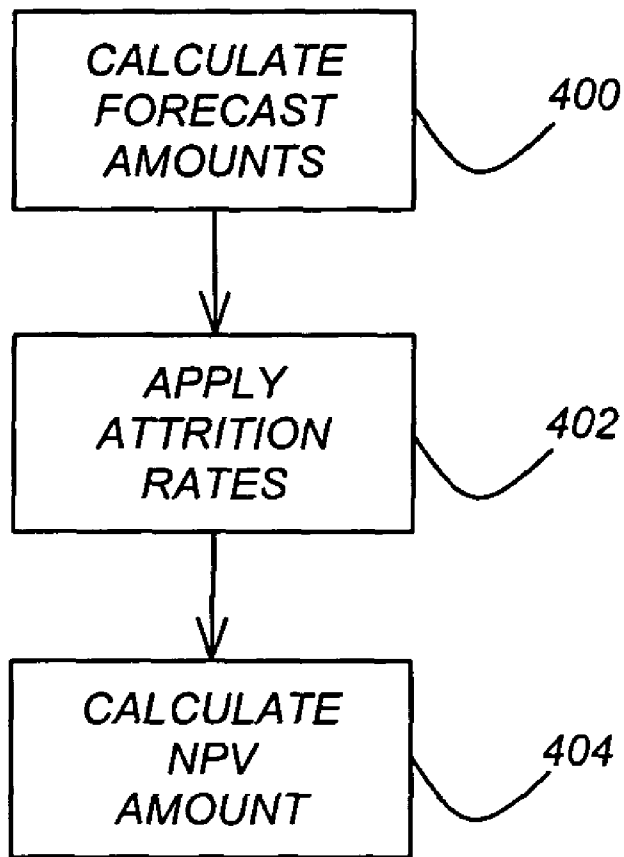 CALCULATE
FORECAST
AMOUNTS
400
APPLY
ATTRITION
RATES
402
CALCULATE
NPV
AMOUNT
404